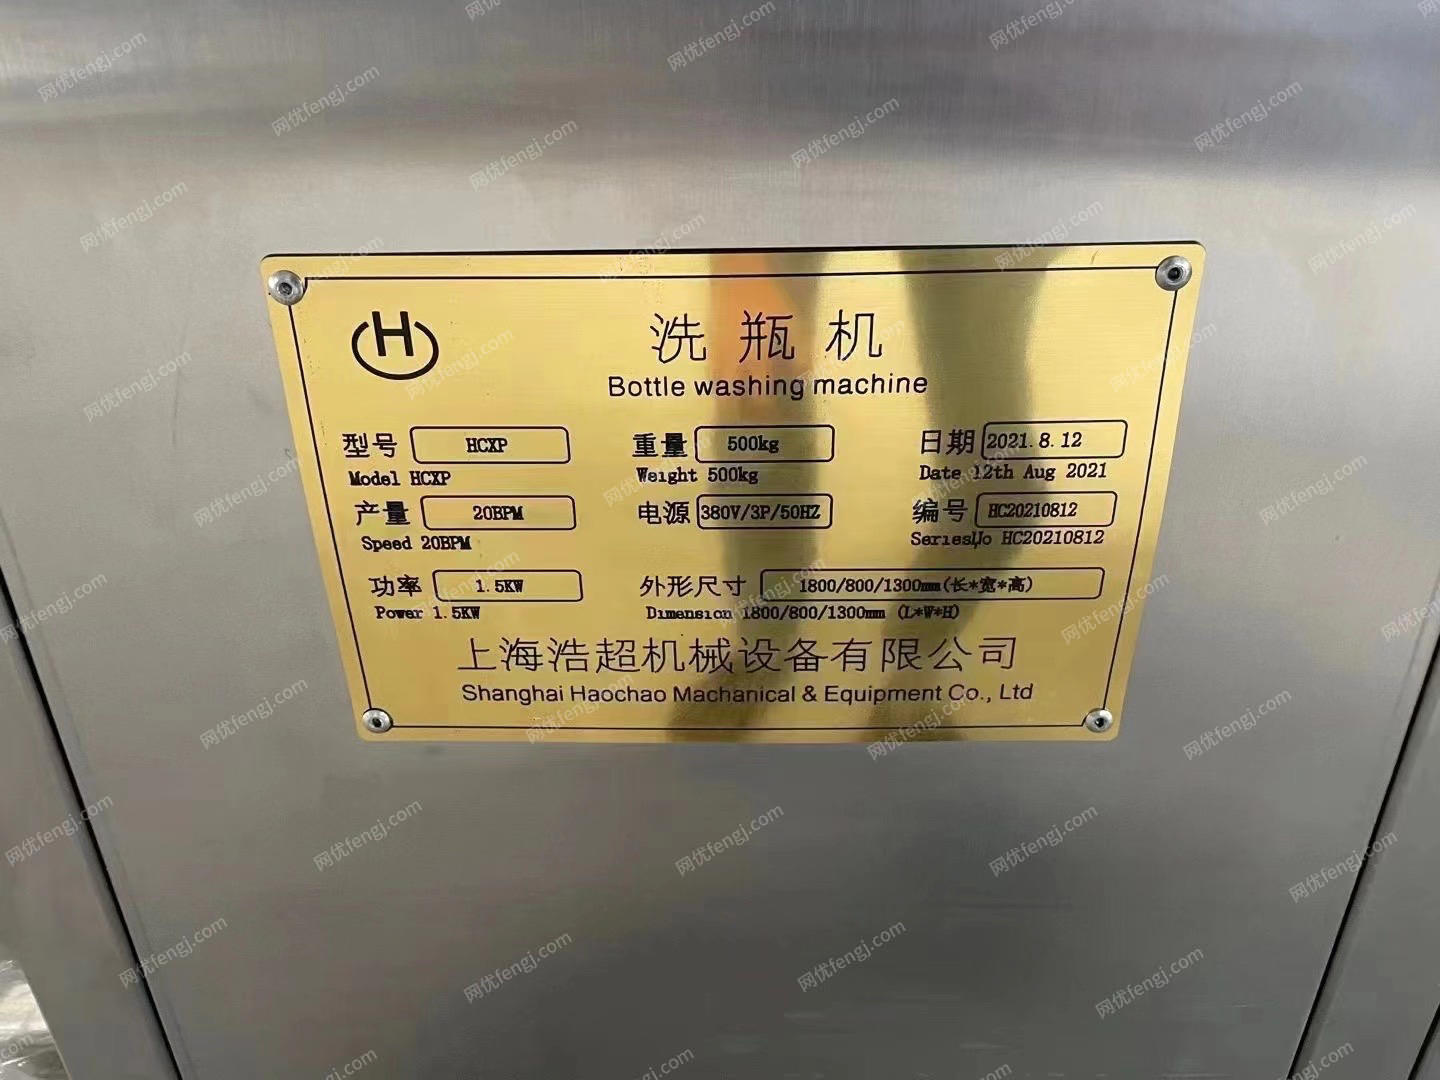 H
洗瓶机
Bottle washing machine
型号 HCXP 重量 500kg 日期 2021.8.12
Model HCXP Weight 500kg Date 12th Aug 2021
产量 20BPM 电源 380V/3P/50HZ 编号 HC20210812
Speed 20BPM SeriesNo HC20210812
功率 1.5KW 外形尺寸 1800/800/1300mm(长*宽*高)
Power 1.5KW Dimension 1800/800/1300mm (L*W*H)
上海浩超机械设备有限公司
Shanghai Haochao Machanical & Equipment Co., Ltd
网优fengj.com